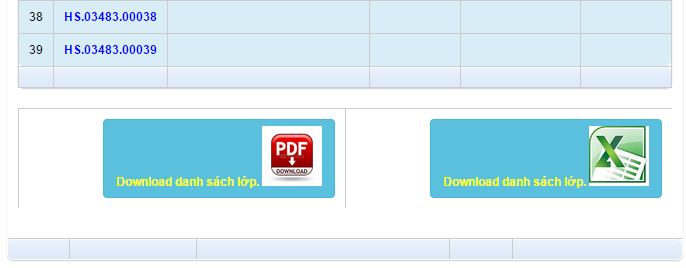 38 HS.03483.00038
39 HS.03483.00039
Download danh sách lớp. PDF DOWNLOAD
Download danh sách lớp. X